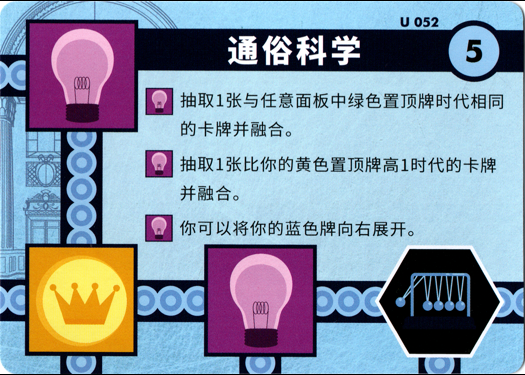 U 052
通俗科学
5
抽取1张与任意面板中绿色置顶牌时代相同
的卡牌并融合。
抽取1张比你的黄色置顶牌高1时代的卡牌
并融合。
你可以将你的蓝色牌向右展开。